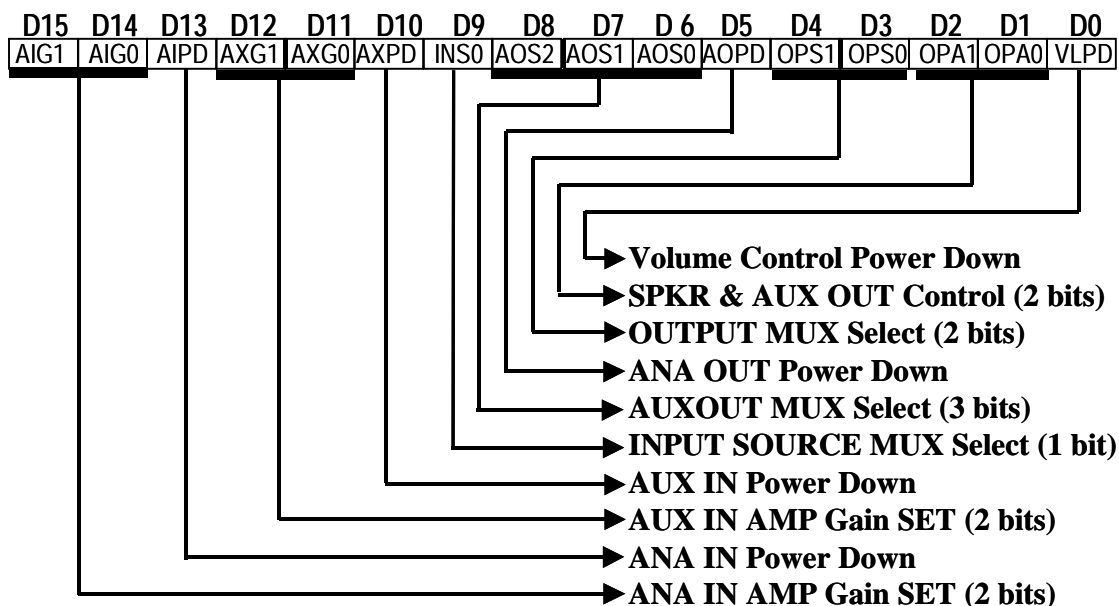 D15 D14 D13 D12 D11 D10 D9 D8 D7 D 6 D5 D4 D3 D2 D1 D0
AIG1 AIG0 AIPD AXG1 AXG0 AXPD INS0 AOS2 AOS1 AOS0 AOPD OPS1 OPS0 OPA1 OPA0 VLPD
Volume Control Power Down
SPKR & AUX OUT Control (2 bits)
OUTPUT MUX Select (2 bits)
ANA OUT Power Down
AUXOUT MUX Select (3 bits)
INPUT SOURCE MUX Select (1 bit)
AUX IN Power Down
AUX IN AMP Gain SET (2 bits)
ANA IN Power Down
ANA IN AMP Gain SET (2 bits)